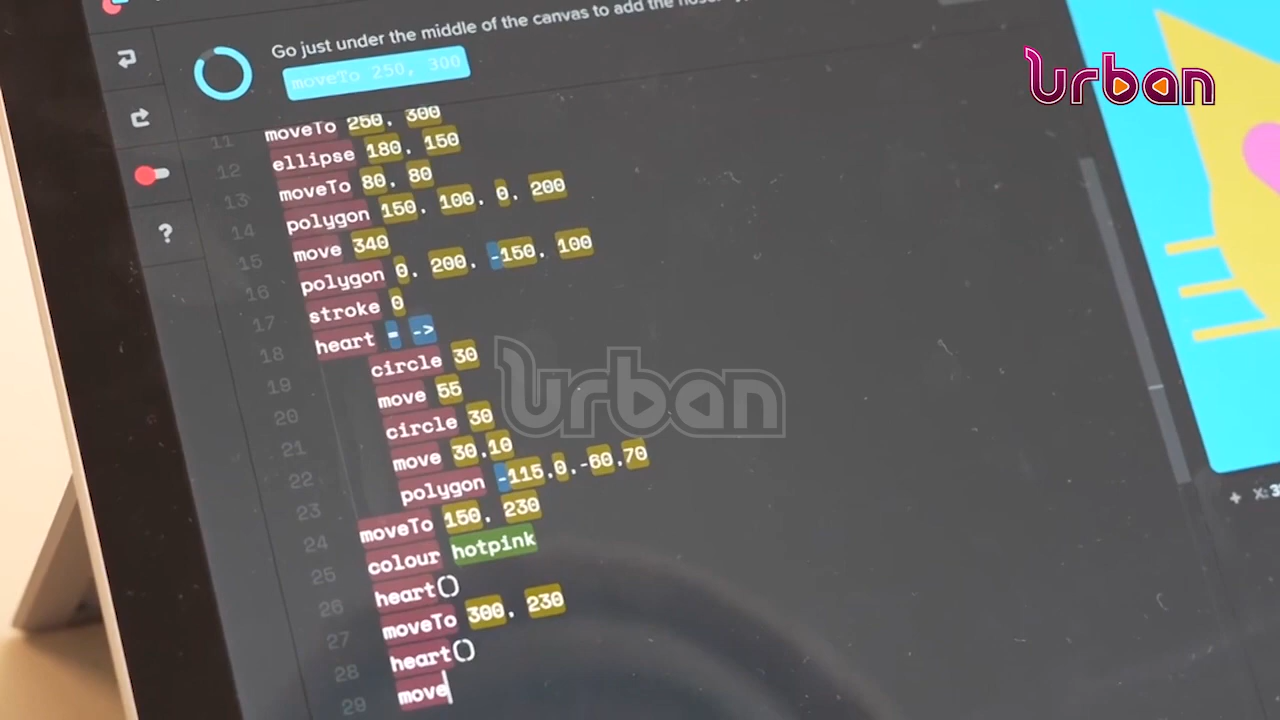 Go just under the middle of the canvas to add the
moveTo 250, 300
urban
11 moveTo 250, 300
12 ellipse 180, 150
13 moveTo 80, 80
14 polygon 150, 100, 0, 200
15 move 340
16 polygon 0, 200, -150, 100
17 stroke 0
18 heart = ->
19 circle 30
20 move 55
21 circle 30
22 move 30,10
23 polygon -115,0,-60,70
24 moveTo 150, 230
25 colour hotpink
26 heart()
27 moveTo 300, 230
28 heart()
29 move
?
urban